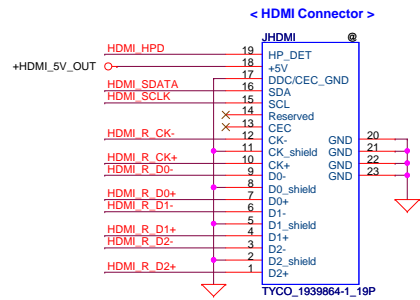 < HDMI Connector >
JHDMI @
HDMI_HPD 19 HP_DET
+HDMI_5V_OUT 18 +5V
17 DDC/CEC_GND
HDMI_SDATA 16 SDA
HDMI_SCLK 15 SCL
14 Reserved
13 CEC
HDMI_R_CK- 12 CK- GND 20
11 CK_shield GND 21
HDMI_R_CK+ 10 CK+ GND 22
HDMI_R_D0- 9 D0- GND 23
8 D0_shield
HDMI_R_D0+ 7 D0+
HDMI_R_D1- 6 D1-
5 D1_shield
HDMI_R_D1+ 4 D1+
HDMI_R_D2- 3 D2-
2 D2_shield
HDMI_R_D2+ 1 D2+
TYCO_1939864-1_19P